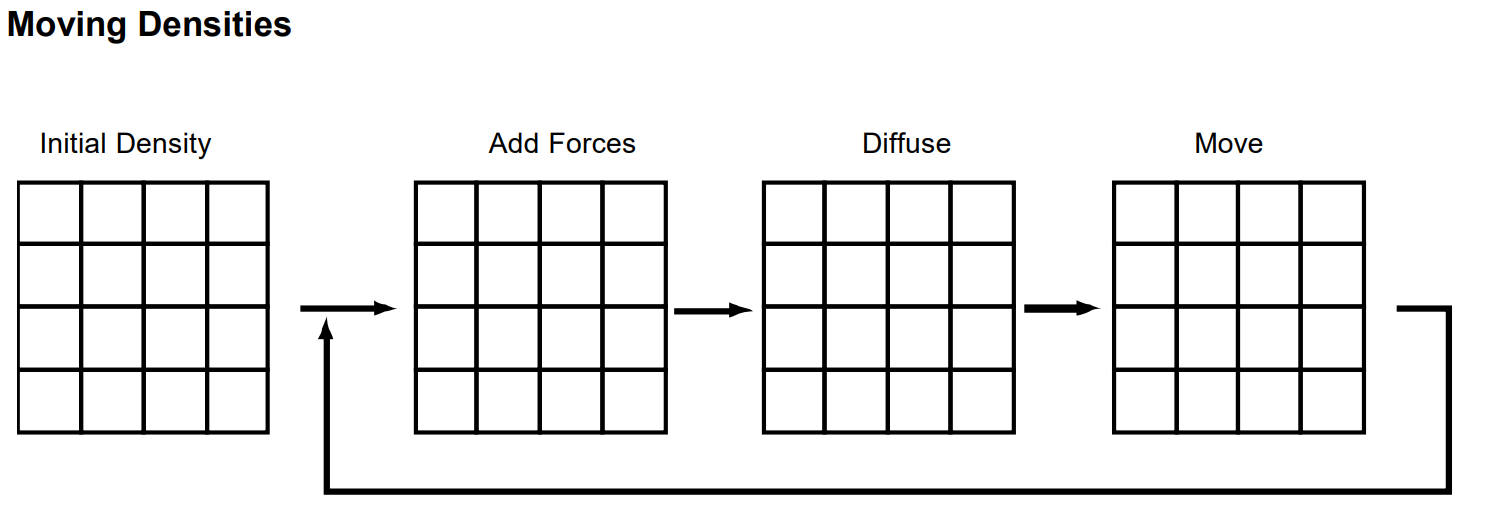 Moving Densities
Initial Density
Add Forces
Diffuse
Move